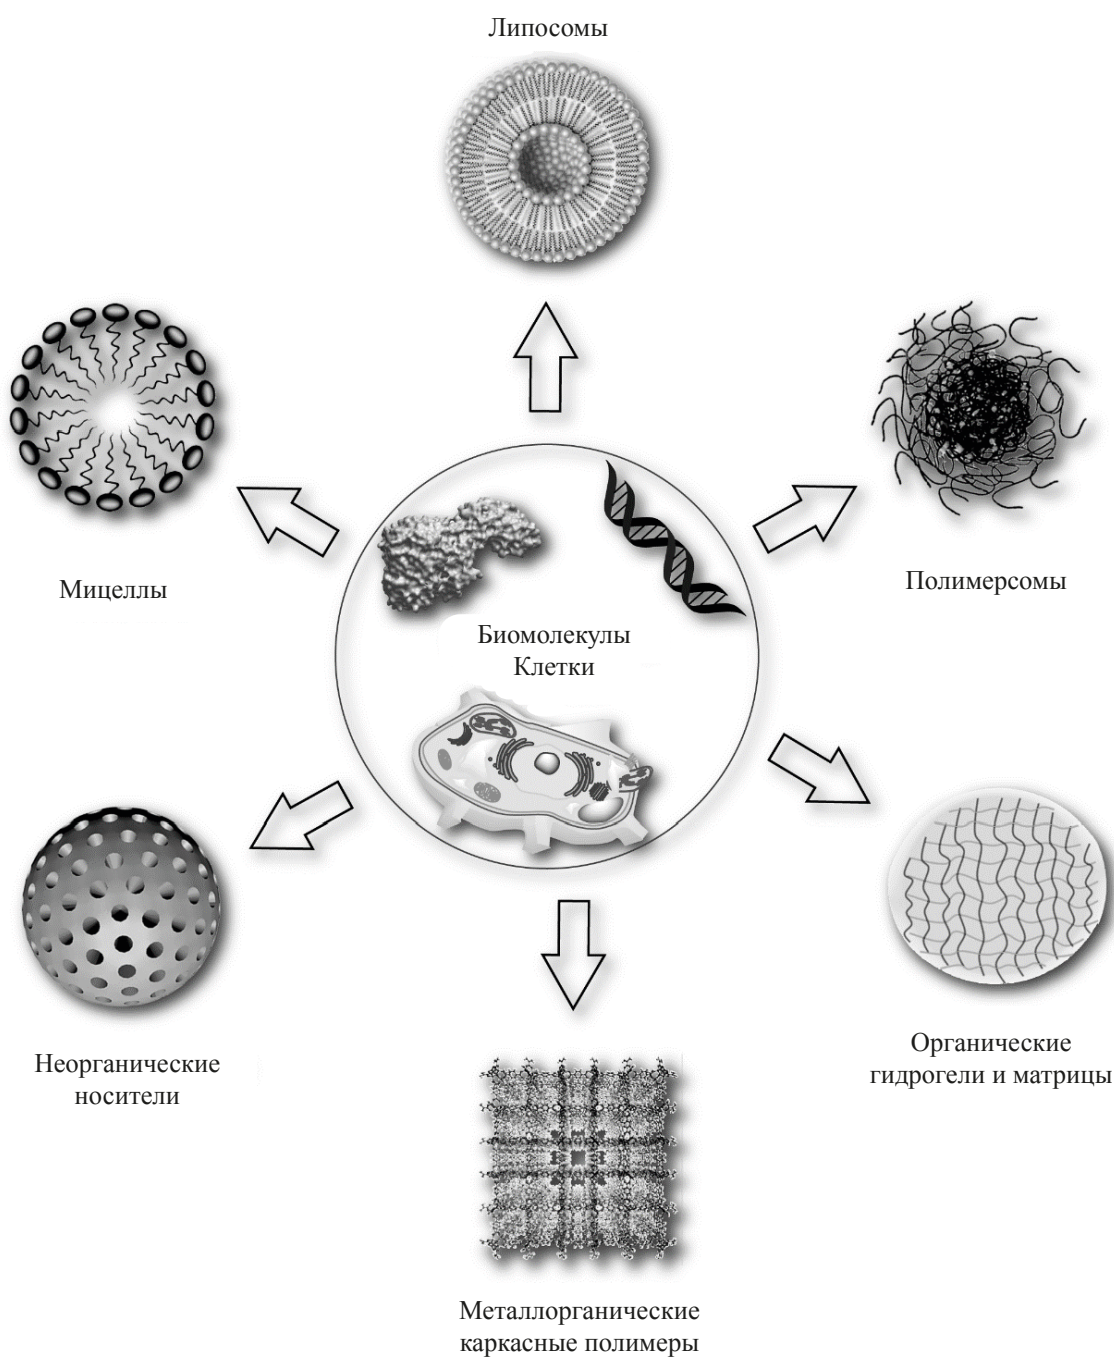 Липосомы
Мицеллы
Полимерсомы
Биомолекулы
Клетки
Неорганические
носители
Органические
гидрогели и матрицы
Металлорганические
каркасные полимеры